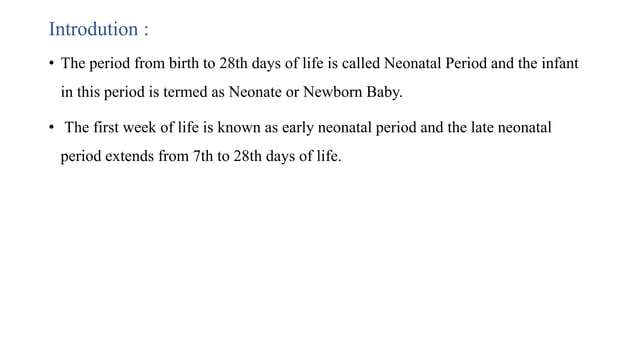 Introdution :
• The period from birth to 28th days of life is called Neonatal Period and the infant
in this period is termed as Neonate or Newborn Baby.
• The first week of life is known as early neonatal period and the late neonatal
period extends from 7th to 28th days of life.